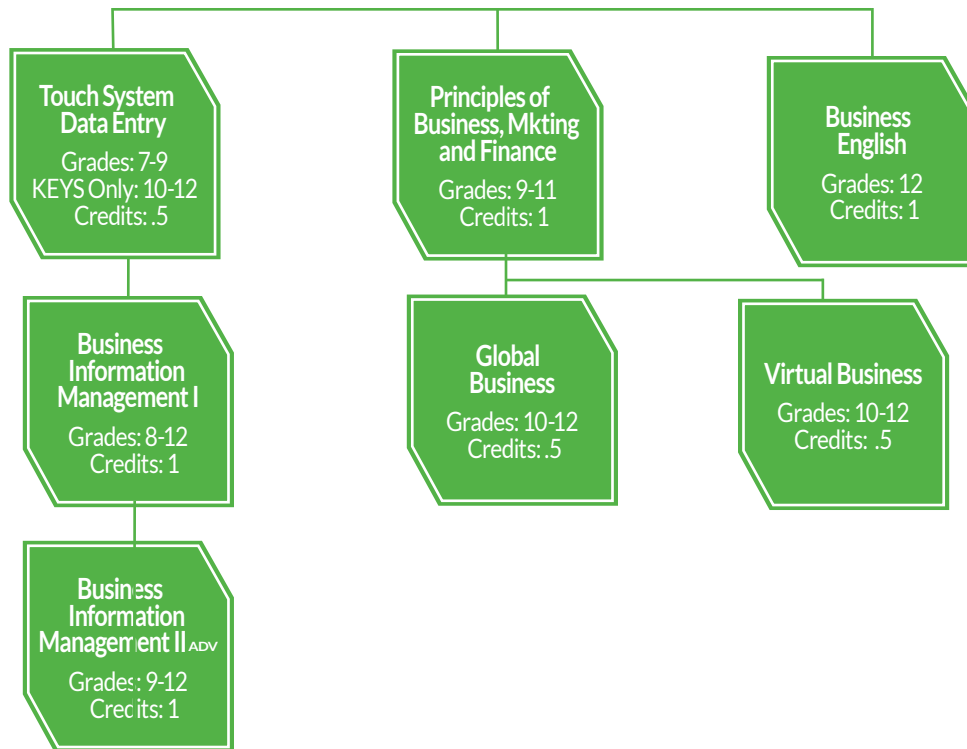 Touch System
Data Entry
Grades: 7-9
KEYS Only: 10-12
Credits: .5
Principles of
Business, Mkting
and Finance
Grades: 9-11
Credits: 1
Business
English
Grades: 12
Credits: 1
Business
Information
Management I
Grades: 8-12
Credits: 1
Global
Business
Grades: 10-12
Credits: .5
Virtual Business
Grades: 10-12
Credits: .5
Business
Information
Management II ADV
Grades: 9-12
Credits: 1